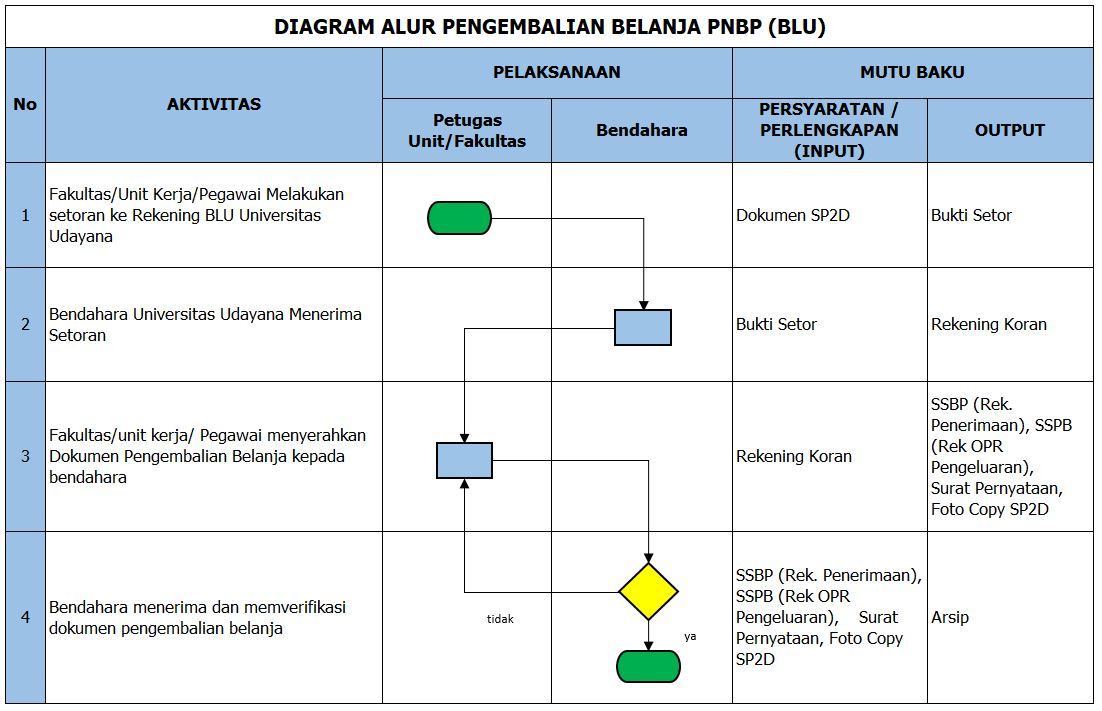 DIAGRAM ALUR PENGEMBALIAN BELANJA PNBP (BLU)
No
AKTIVITAS
PELAKSANAAN
MUTU BAKU
Petugas
Unit/Fakultas
Bendahara
PERSYARATAN /
PERLENGKAPAN
(INPUT)
OUTPUT
1
Fakultas/Unit Kerja/Pegawai Melakukan
setoran ke Rekening BLU Universitas
Udayana
Dokumen SP2D
Bukti Setor
2
Bendahara Universitas Udayana Menerima
Setoran
Bukti Setor
Rekening Koran
3
Fakultas/unit kerja/ Pegawai menyerahkan
Dokumen Pengembalian Belanja kepada
bendahara
Rekening Koran
SSBP (Rek.
Penerimaan), SSPB
(Rek OPR
Pengeluaran),
Surat Pernyataan,
Foto Copy SP2D
4
Bendahara menerima dan memverifikasi
dokumen pengembalian belanja
tidak
ya
SSBP (Rek. Penerimaan),
SSPB (Rek OPR
Pengeluaran), Surat
Pernyataan, Foto Copy
SP2D
Arsip